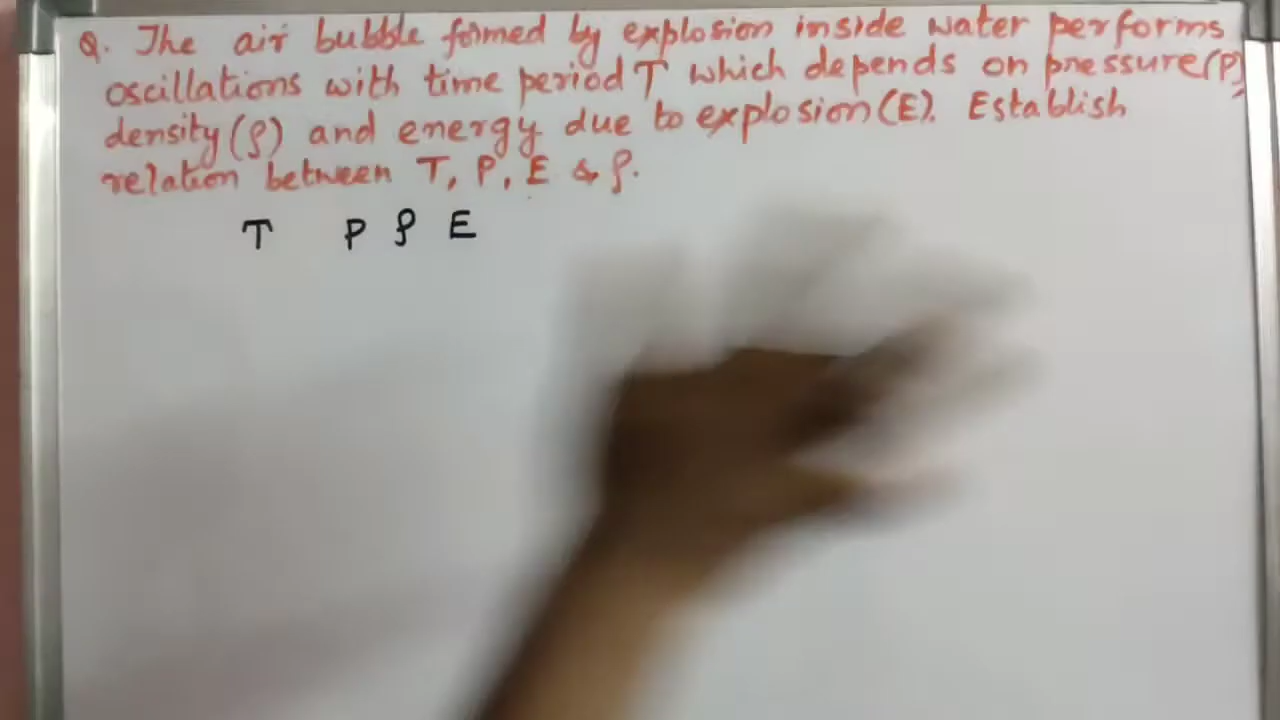 Q. The air bubble formed by explosion inside water performs
oscillations with time period T which depends on pressure(P),
density(ρ) and energy due to explosion(E). Establish
relation between T, P, E & ρ.
T P ρ E